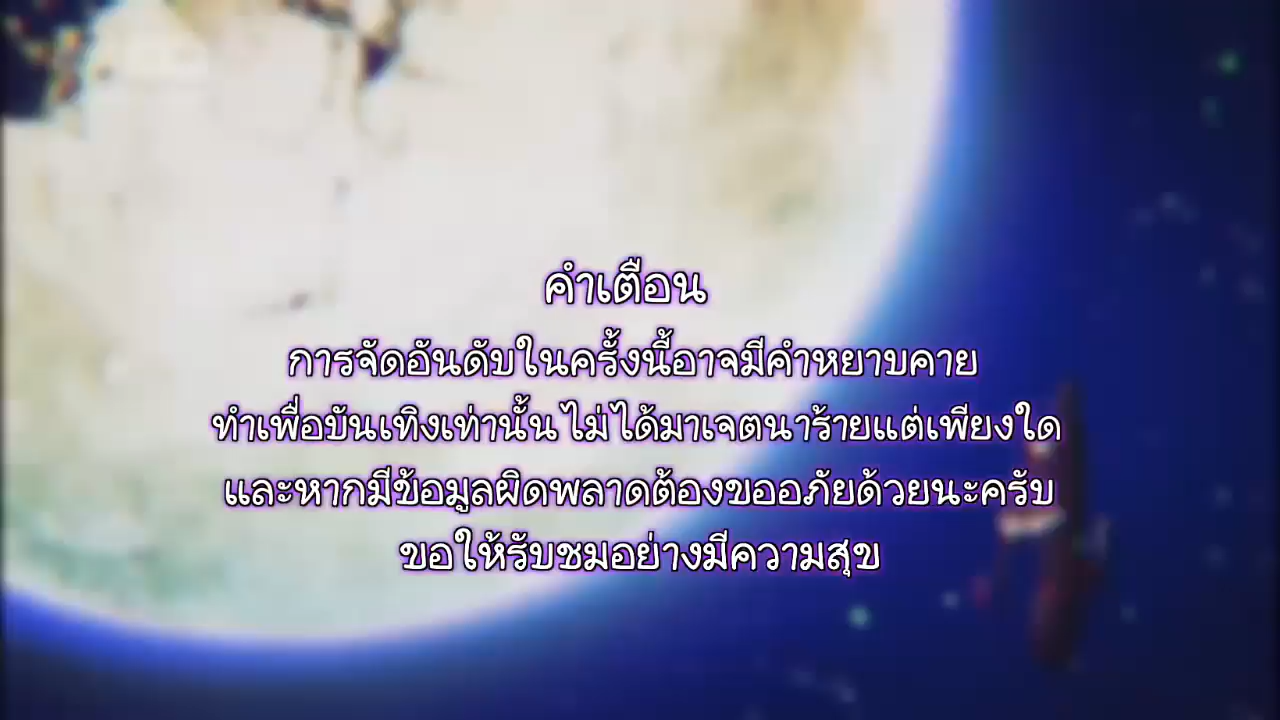 คำเตือน
การจัดอันดับในครั้งนี้อาจมีคำหยาบคาย
ทำเพื่อบันเทิงเท่านั้น ไม่ได้มาเจตนาร้ายแต่เพียงใด
และหากมีข้อมูลผิดพลาดต้องขออภัยด้วยนะครับ
ขอให้รับชมอย่างมีความสุข